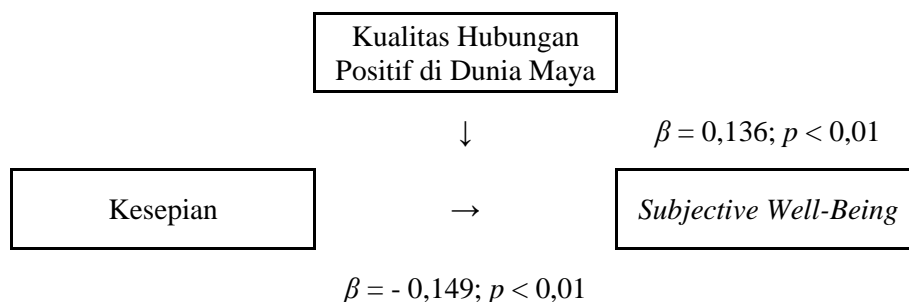 Kualitas Hubungan
Positif di Dunia Maya
↓
β = 0,136; p < 0,01
Kesepian
→
Subjective Well-Being
β = - 0,149; p < 0,01